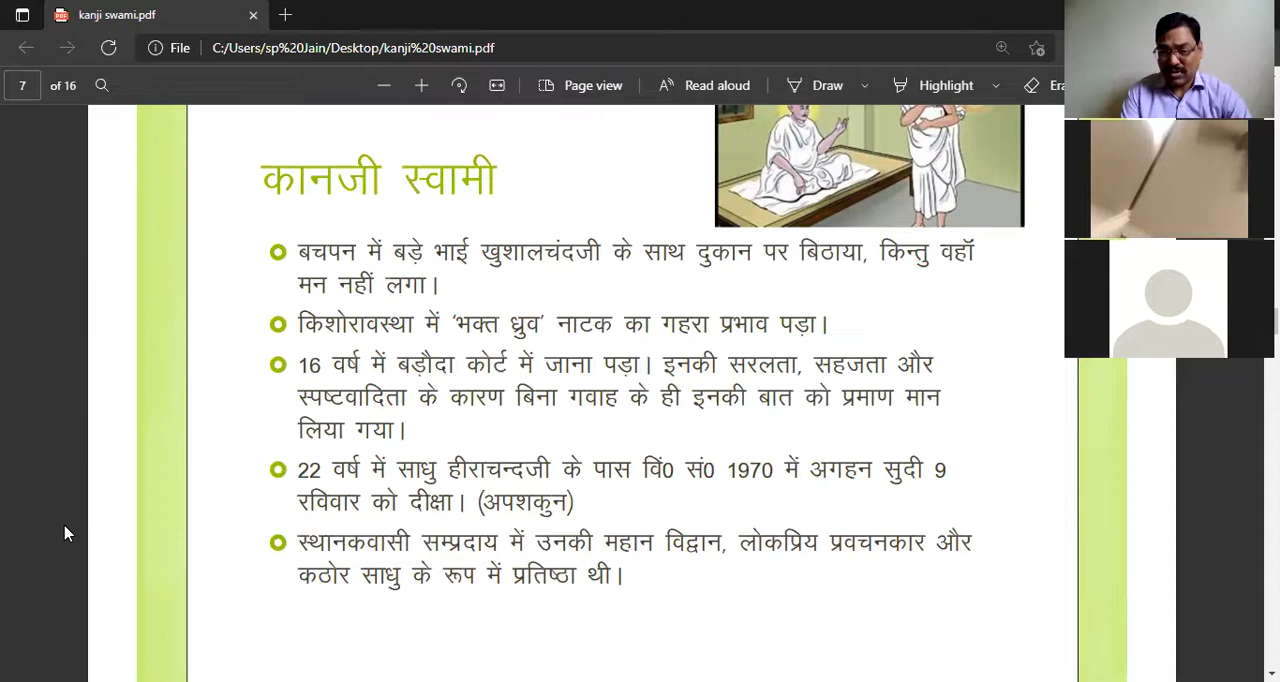 kanji swami.pdf
File C:/Users/sp%20Jain/Desktop/kanji%20swami.pdf
7 of 16 Page view Read aloud Draw Highlight Era
कानजी स्वामी
बचपन में बड़े भाई खुशालचंदजी के साथ दुकान पर बिठाया, किन्तु वहॉं
मन नहीं लगा।
किशोरावस्था में 'भक्त ध्रुव' नाटक का गहरा प्रभाव पड़ा।
16 वर्ष में बड़ौदा कोर्ट में जाना पड़ा। इनकी सरलता, सहजता और
स्पष्टवादिता के कारण बिना गवाह के ही इनकी बात को प्रमाण मान
लिया गया।
22 वर्ष में साधु हीराचन्दजी के पास विं0 सं0 1970 में अगहन सुदी 9
रविवार को दीक्षा। (अपशकुन)
स्थानकवासी सम्प्रदाय में उनकी महान विद्वान, लोकप्रिय प्रवचनकार और
कठोर साधु के रूप में प्रतिष्ठा थी।